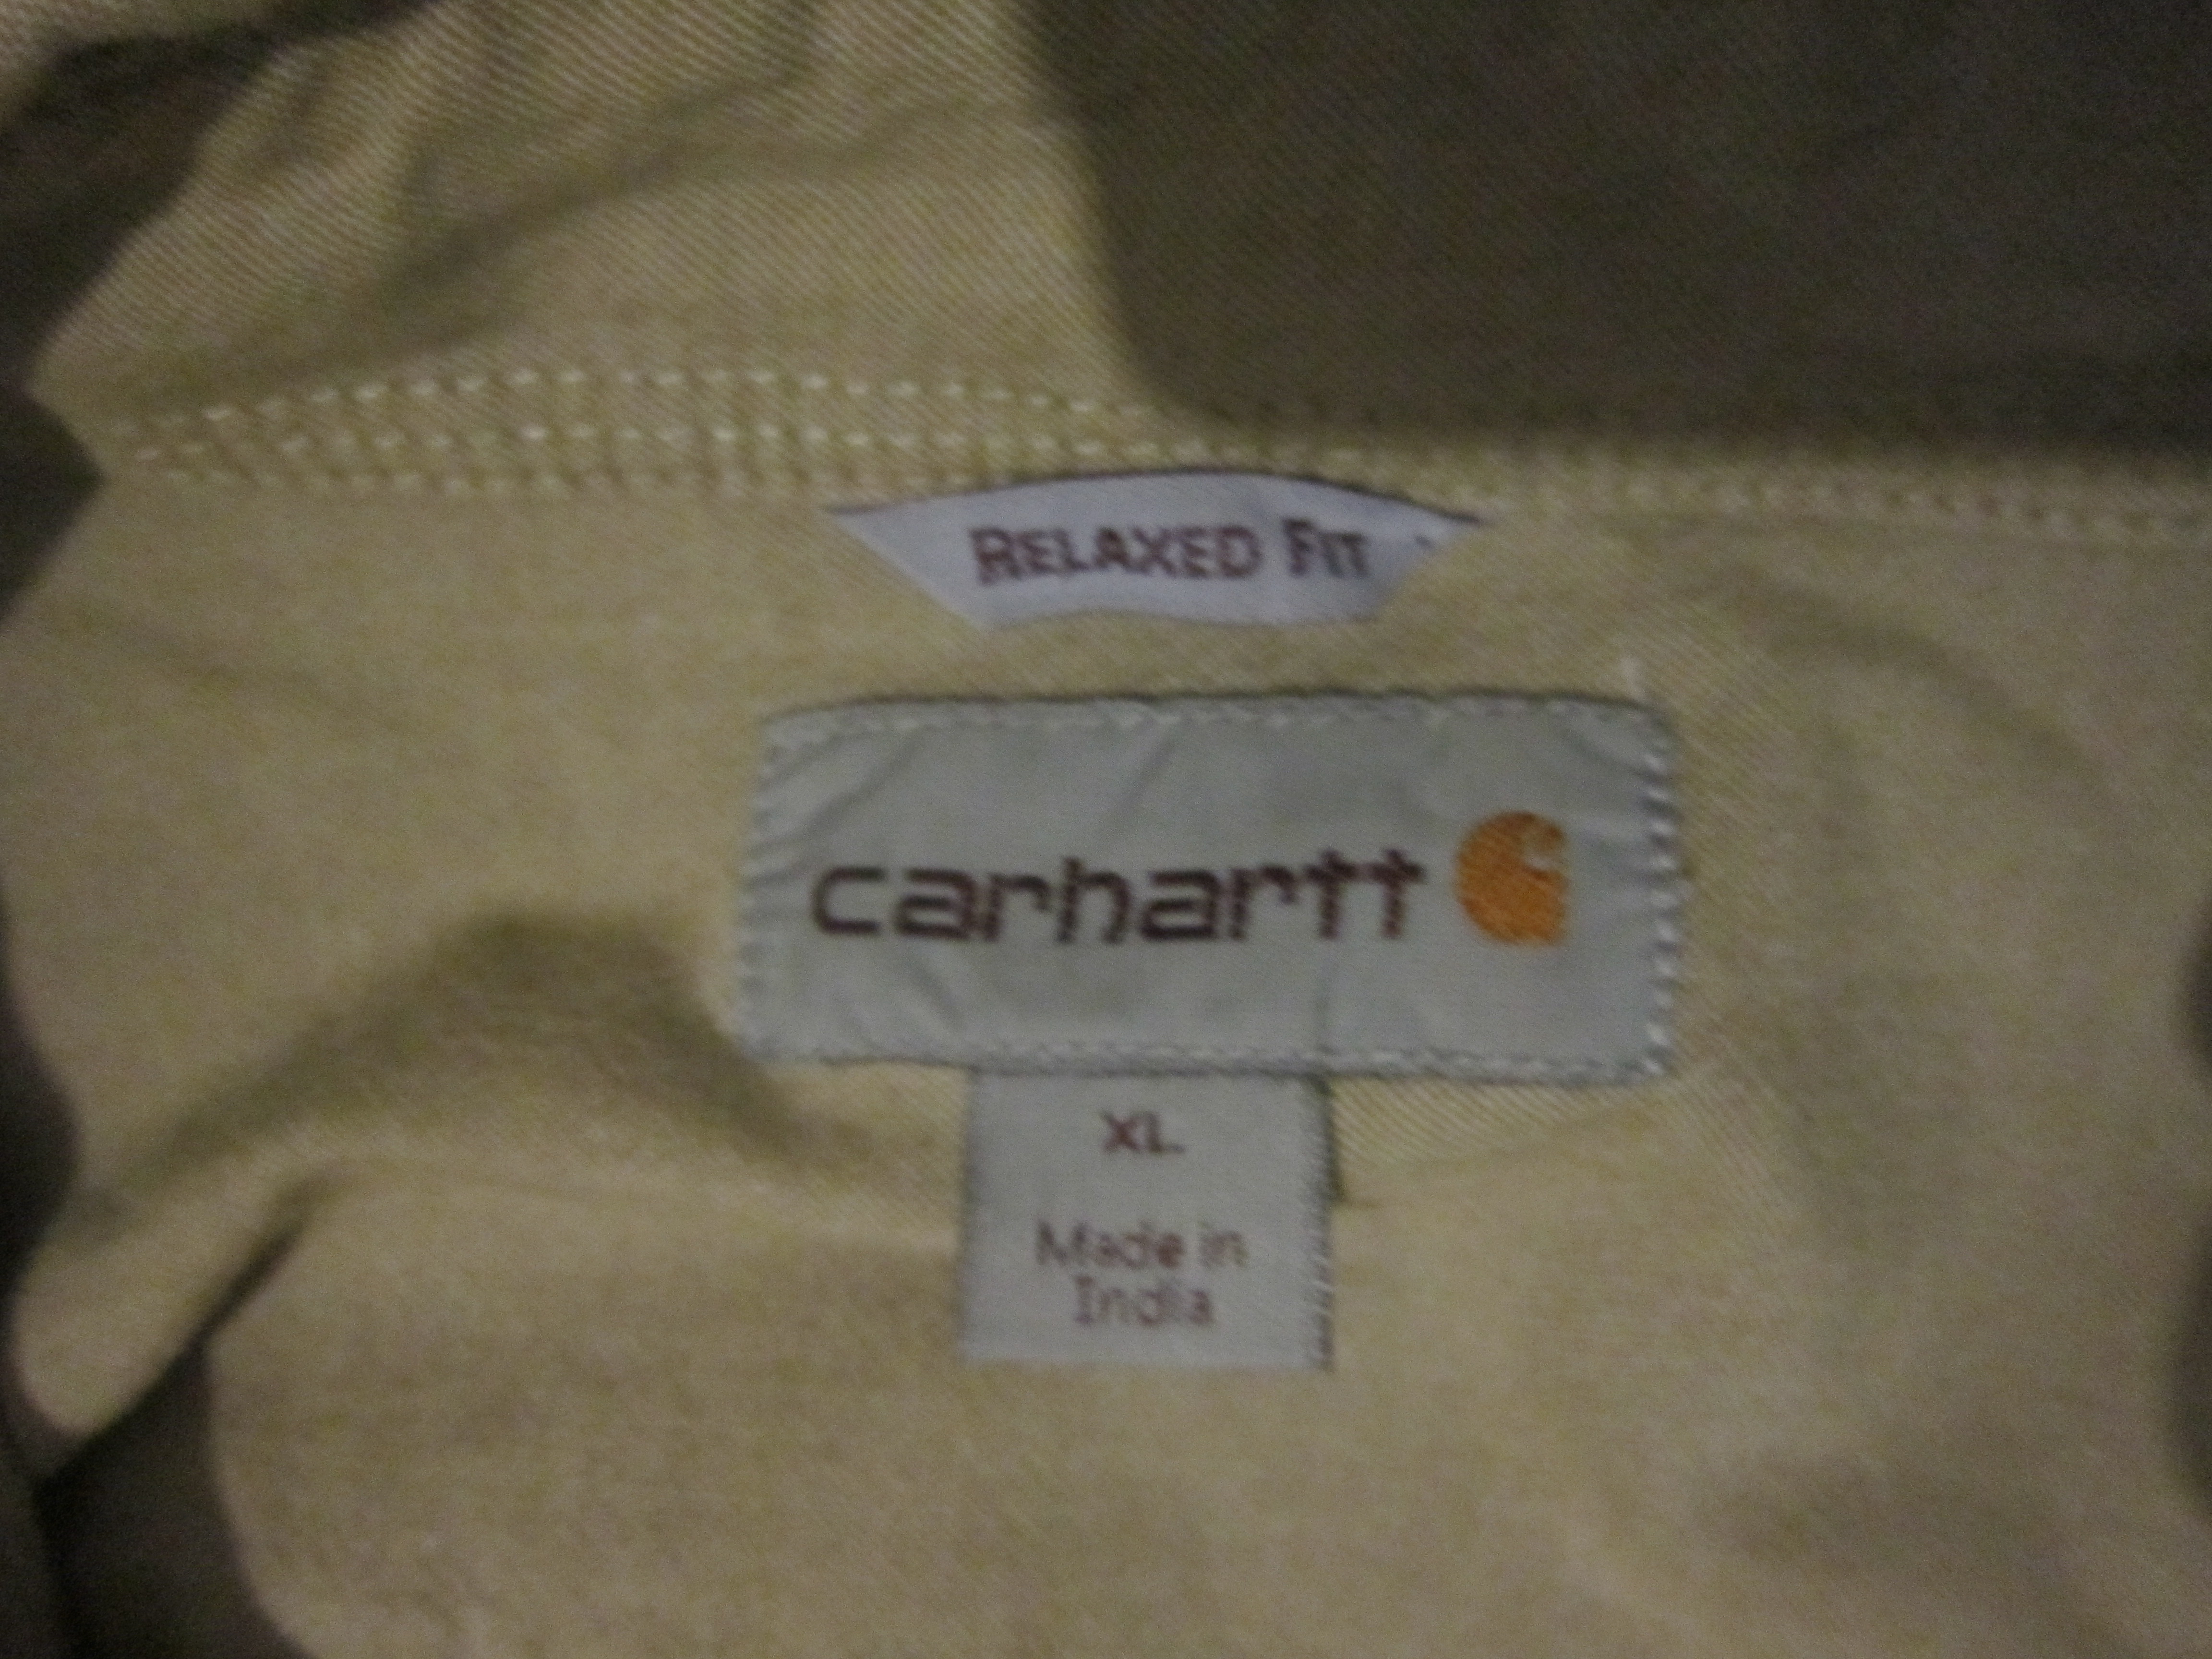 RELAXED FIT
carhartt
XL
Made in
India